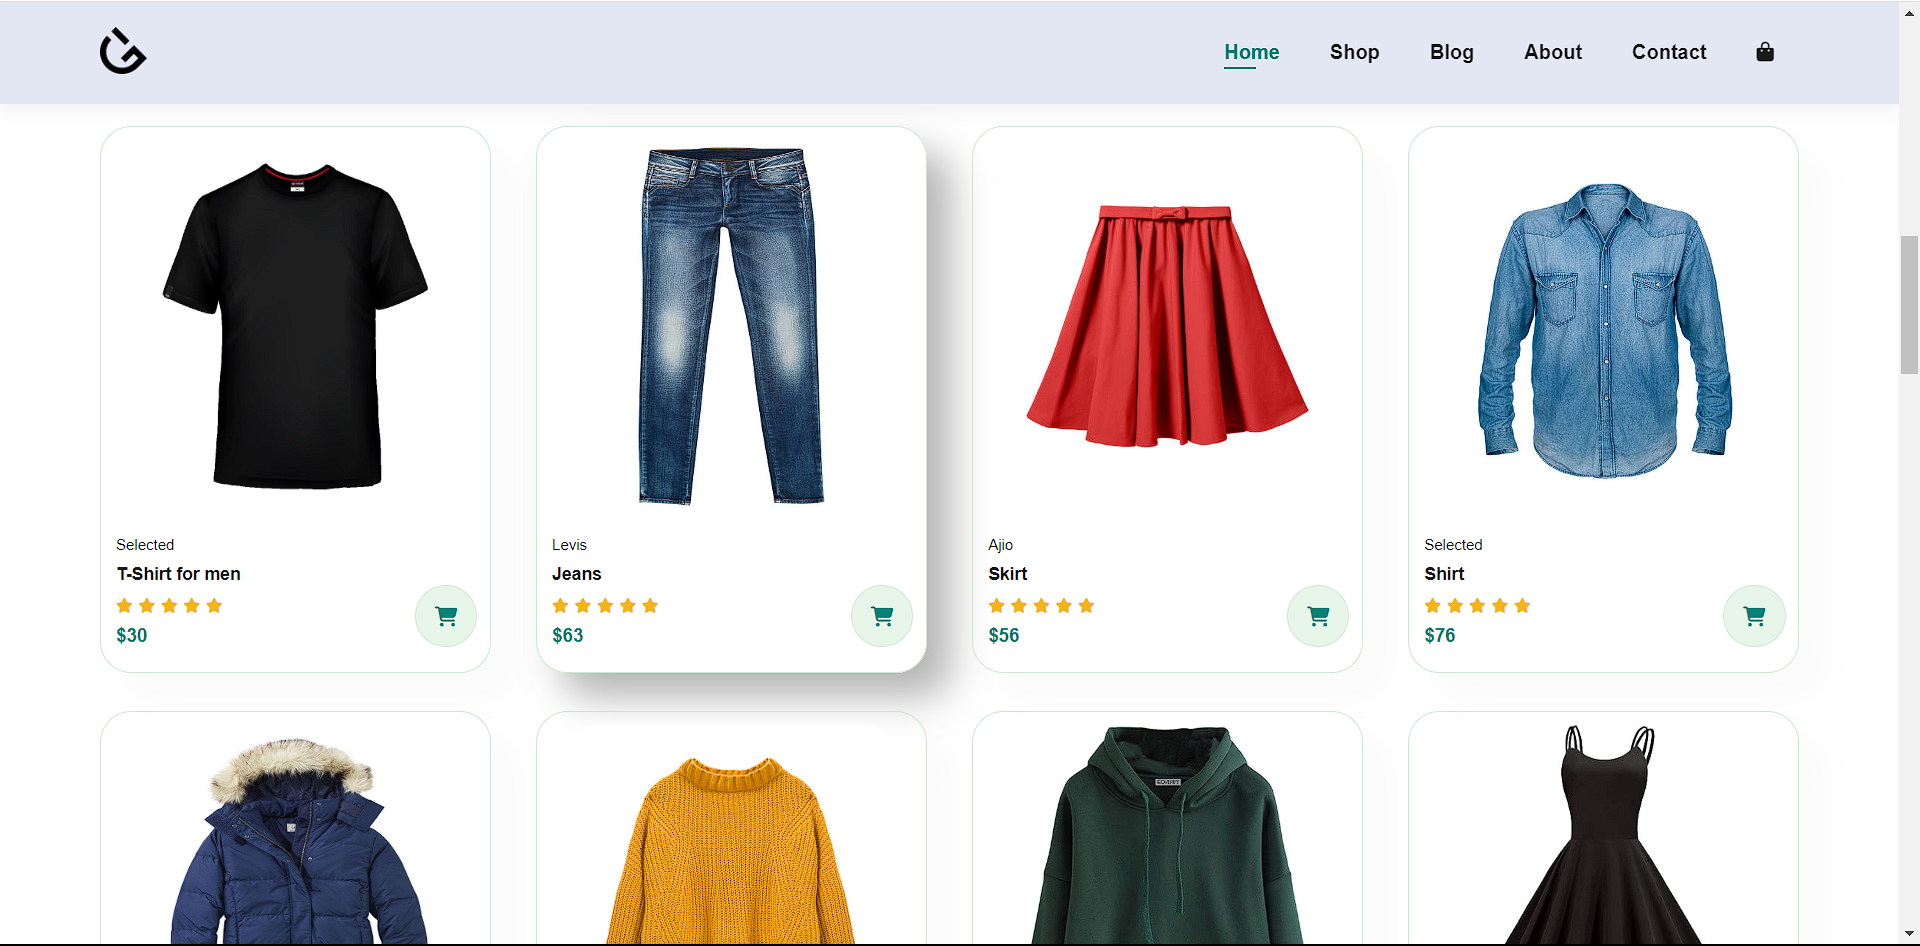 Home Shop Blog About Contact
Selected
T-Shirt for men
$30
Levis
Jeans
$63
Ajio
Skirt
$56
Selected
Shirt
$76